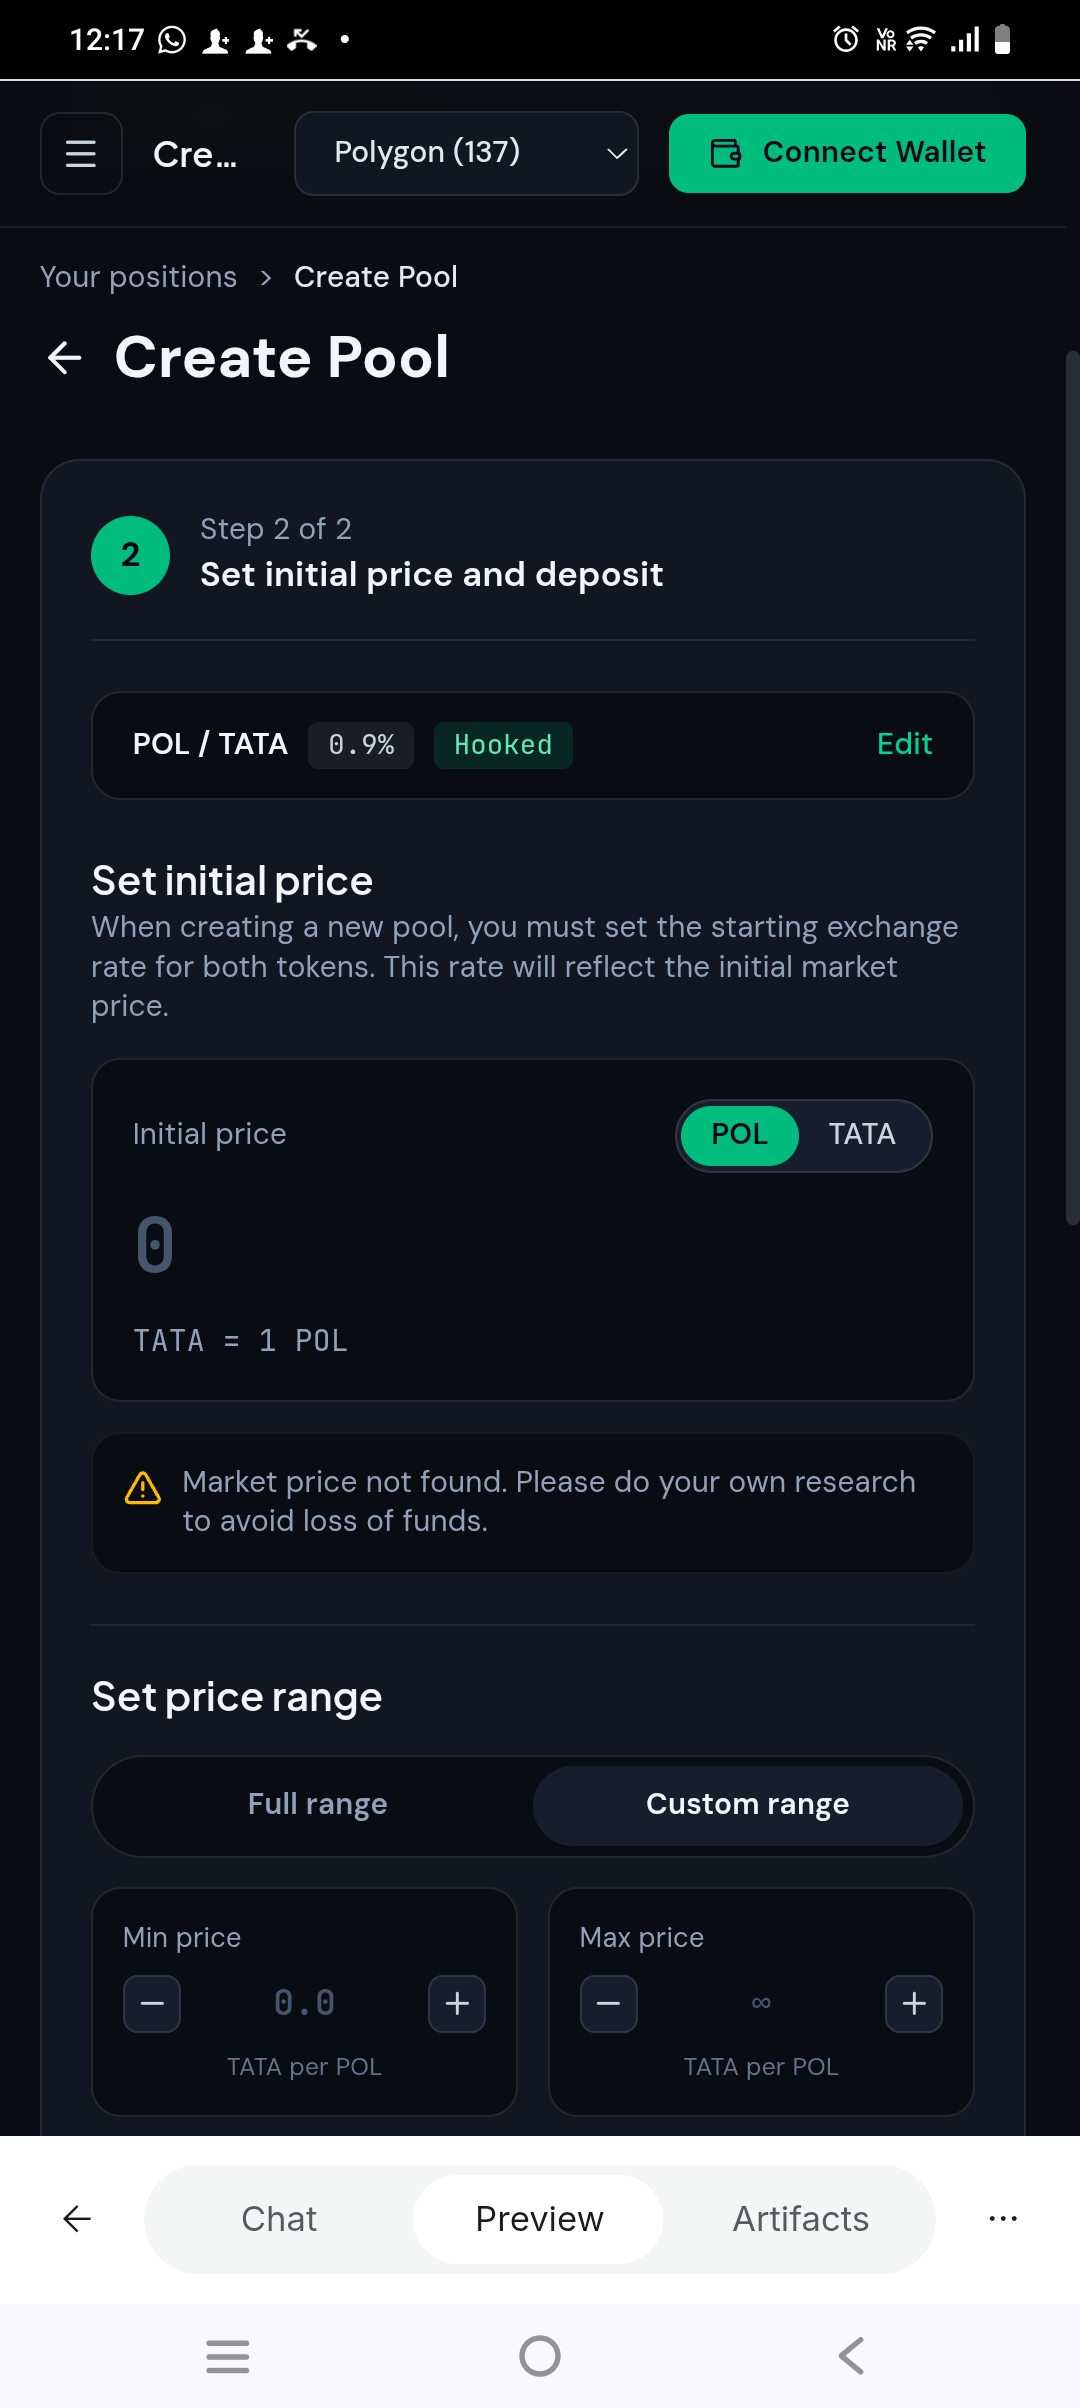 12:17
Vo
NR
Cre...
Polygon (137)
Connect Wallet
Your positions > Create Pool
Create Pool
2
Step 2 of 2
Set initial price and deposit
POL / TATA
0.9%
Hooked
Edit
Set initial price
When creating a new pool, you must set the starting exchange
rate for both tokens. This rate will reflect the initial market
price.
Initial price
POL
TATA
0
TATA = 1 POL
Market price not found. Please do your own research
to avoid loss of funds.
Set price range
Full range
Custom range
Min price
Max price
0.0
∞
TATA per POL
TATA per POL
Chat
Preview
Artifacts